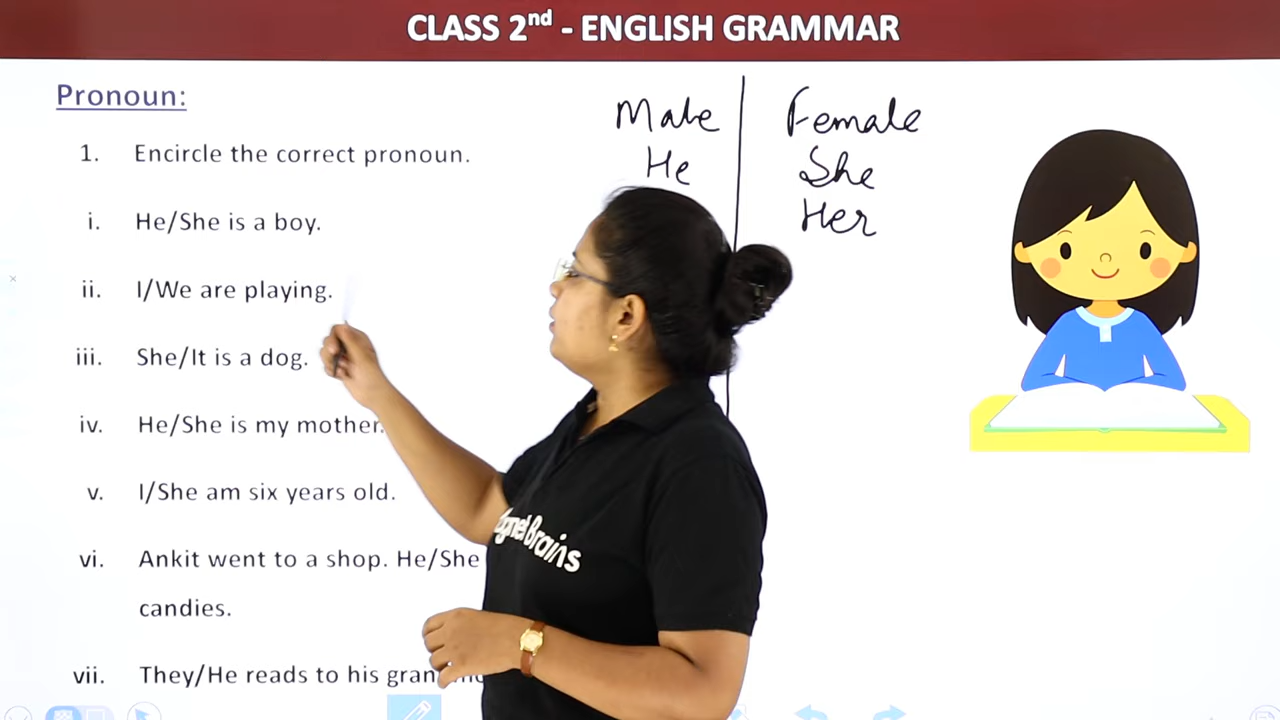 CLASS 2nd - ENGLISH GRAMMAR
Pronoun:
1. Encircle the correct pronoun.
i. He/She is a boy.
ii. I/We are playing.
iii. She/It is a dog.
iv. He/She is my mother.
v. I/She am six years old.
vi. Ankit went to a shop. He/She
candies.
vii. They/He reads to his
Male
He
Female
She
Her
Brains